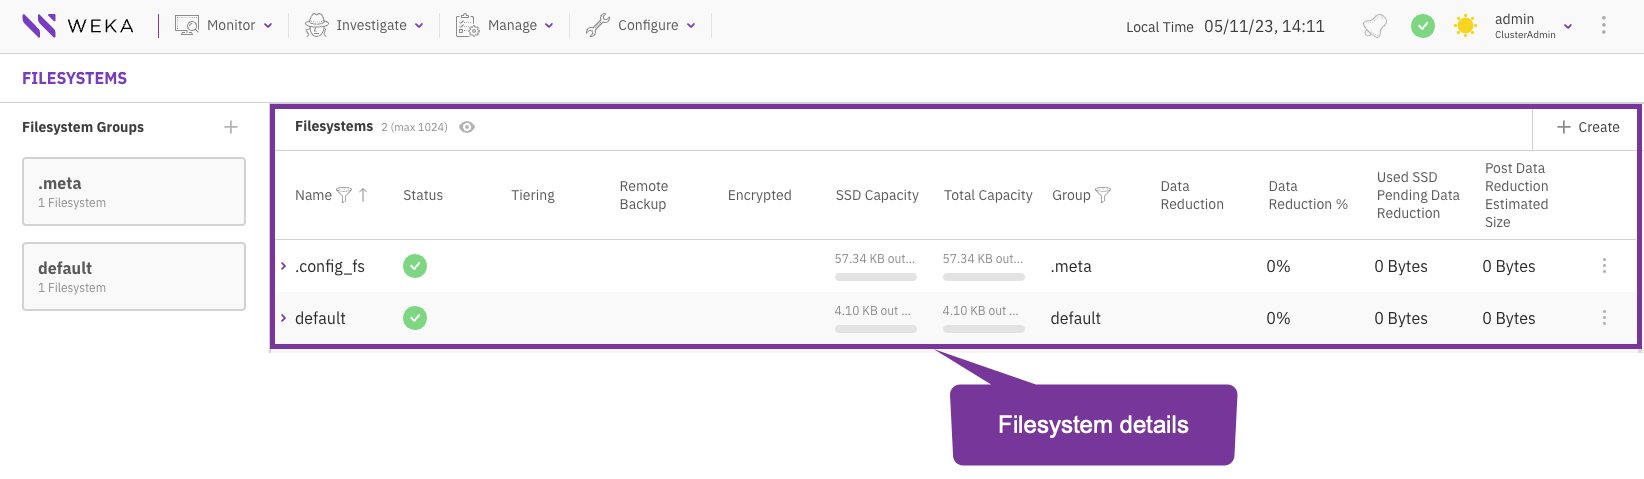 WEKA
Monitor
Investigate
Manage
Configure
Local Time 05/11/23, 14:11
admin
ClusterAdmin
FILESYSTEMS
Filesystem Groups
.meta
1 Filesystem
default
1 Filesystem
Filesystems 2 (max 1024)
Create
Name
Status
Tiering
Remote
Backup
Encrypted
SSD Capacity
Total Capacity
Group
Data
Reduction
Data
Reduction %
Used SSD
Pending Data
Reduction
Post Data
Reduction
Estimated
Size
.config_fs 57.34 KB out... 57.34 KB out... .meta 0% 0 Bytes 0 Bytes
default 4.10 KB out ... 4.10 KB out ... default 0% 0 Bytes 0 Bytes
Filesystem details